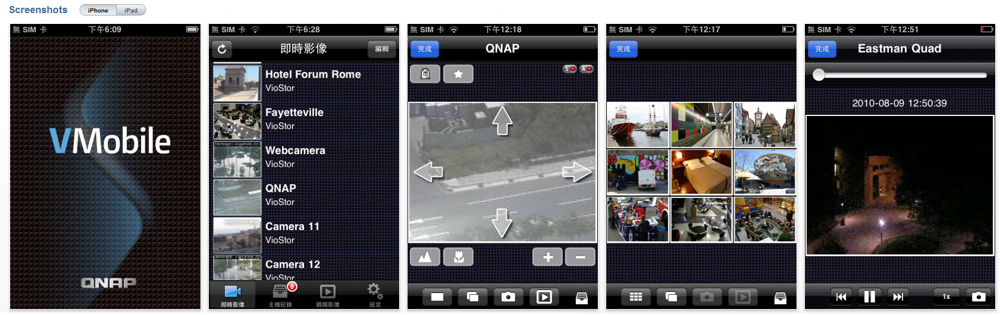 Screenshots
iPhone
iPad
無 SIM 卡
下午6:09
VMobile
QNAP
無 SIM 卡
下午6:28
即時影像
編輯
Hotel Forum Rome
VioStor
Fayetteville
VioStor
Webcamera
VioStor
QNAP
VioStor
Camera 11
VioStor
Camera 12
VioStor
8
即時影像
主機記錄
瞬間影像
設定
無 SIM 卡
下午12:18
完成
QNAP
S
A
無 SIM 卡
下午12:17
完成
Fayettevill
無 SIM 卡
下午12:51
完成
Eastman Quad
2010-08-09 12:50:39
1x